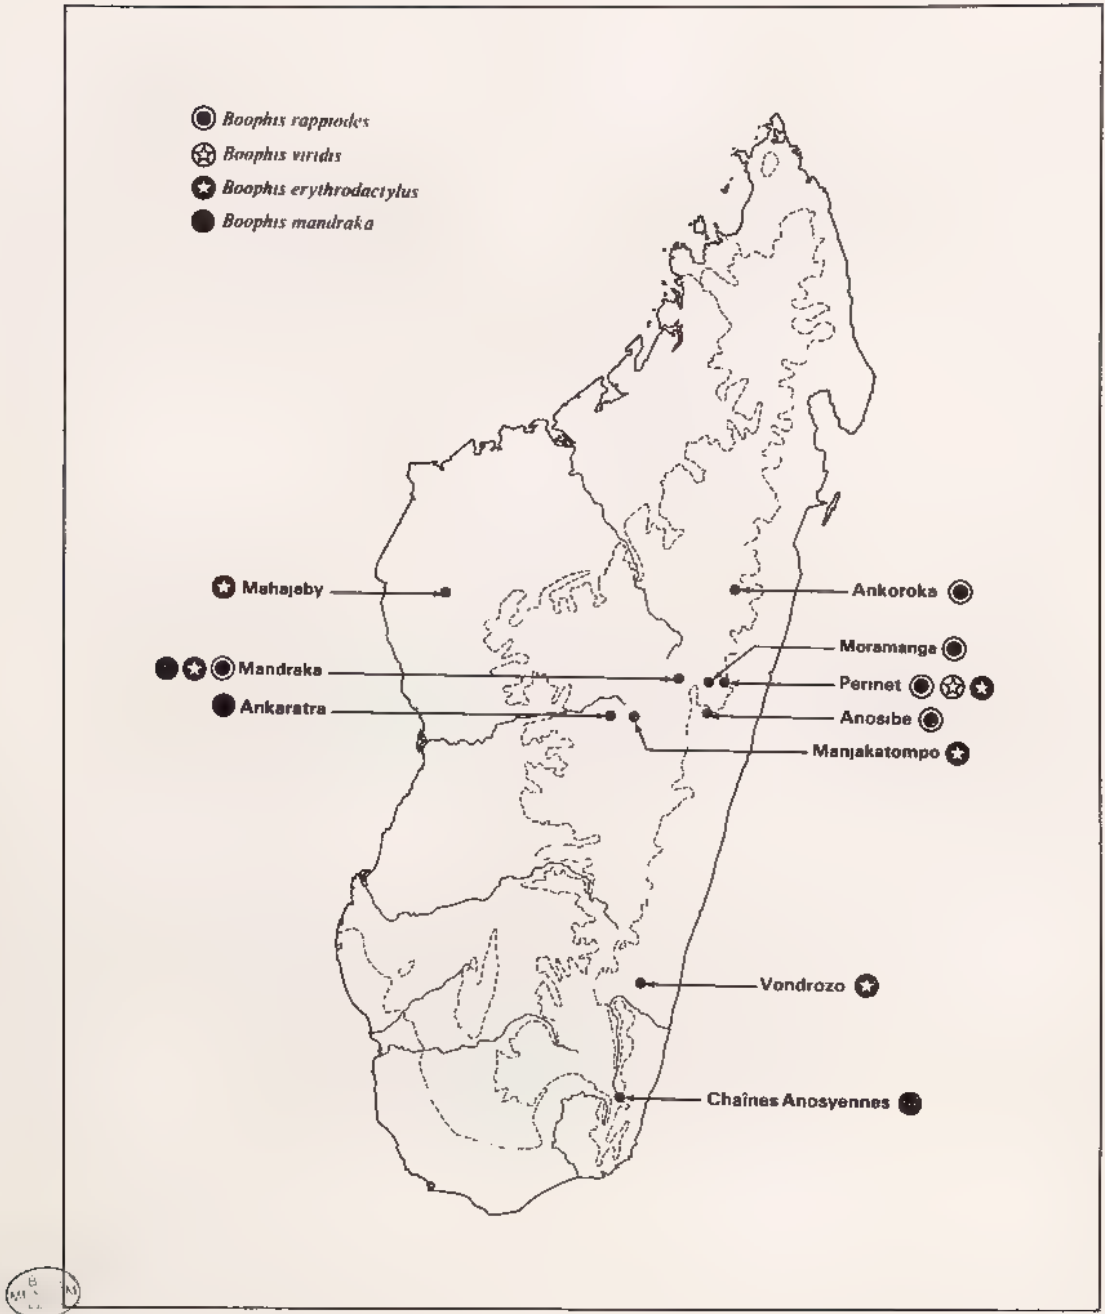 Boophis rappiodes
Boophis viridis
Boophis erythrodactylus
Boophis mandraka
Mahajeby
Ankoroka
Moramanga
Mandraka
Perinet
Ankaratra
Anosibe
Manjakatompo
Vondrozo
Chaînes Anosyennes